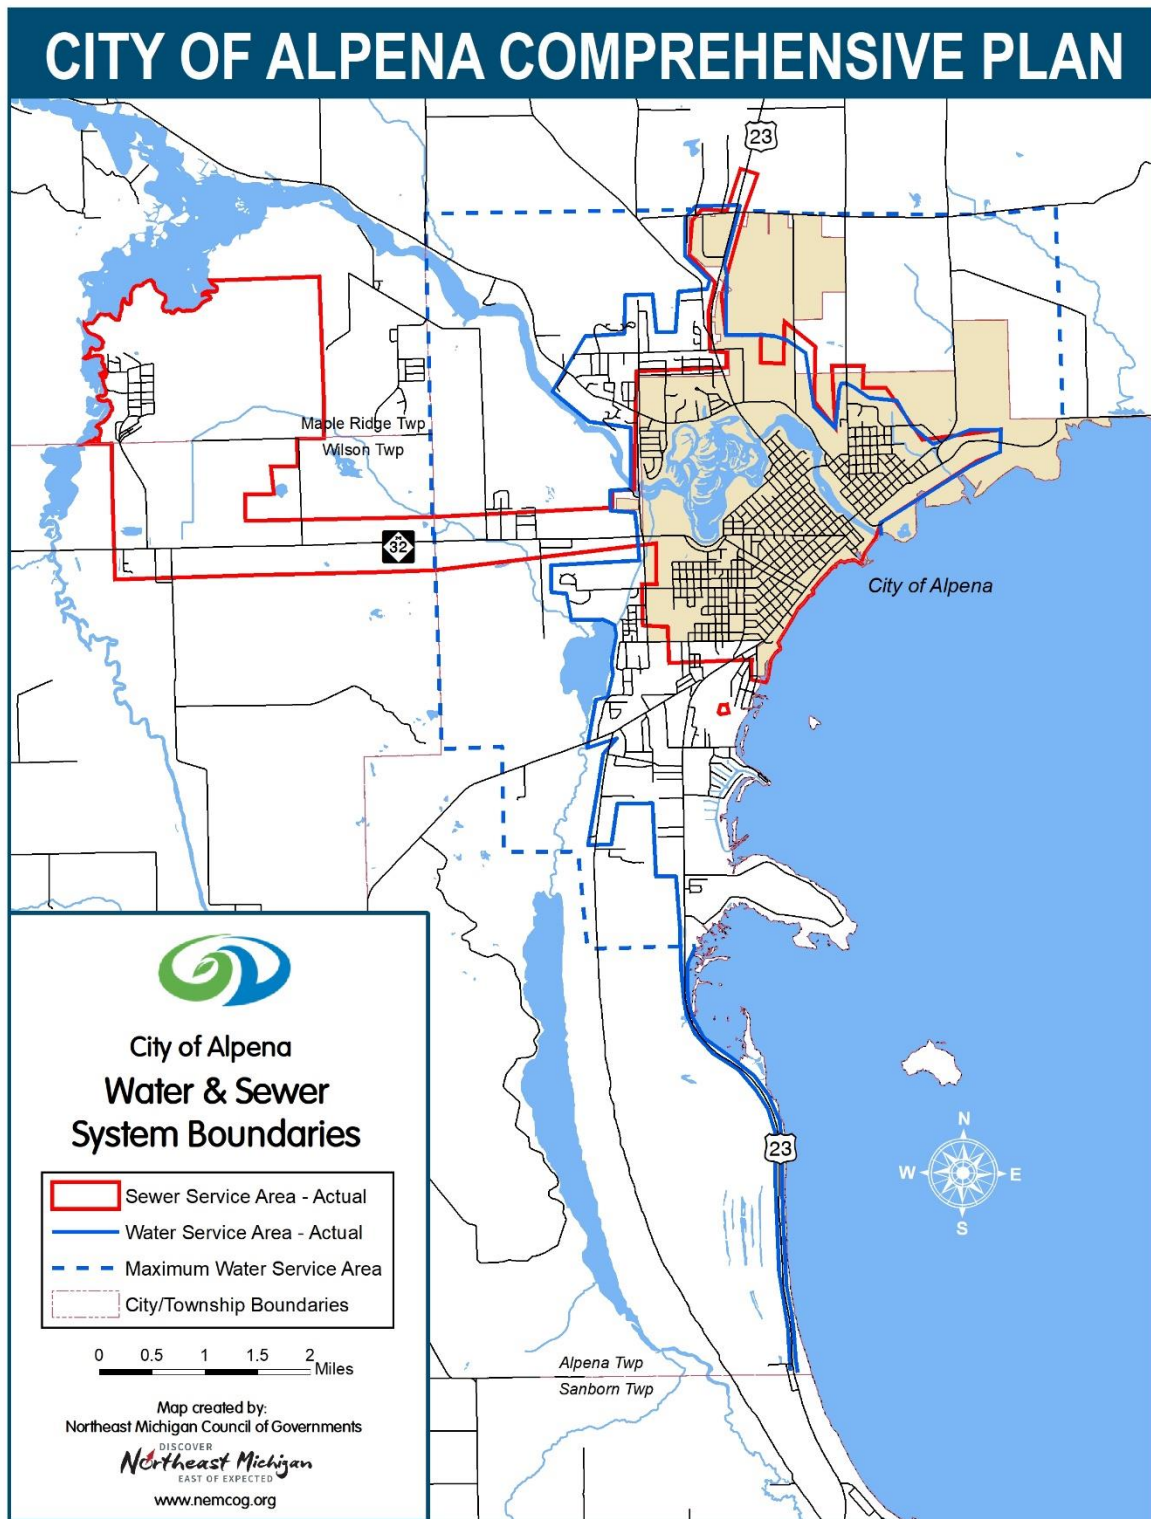 CITY OF ALPENA COMPREHENSIVE PLAN
23
Maple Ridge Twp
Wilson Twp
M
32
City of Alpena
City of Alpena
Water & Sewer
System Boundaries
Sewer Service Area - Actual
Water Service Area - Actual
Maximum Water Service Area
City/Township Boundaries
0 0.5 1 1.5 2
Miles
Map created by:
Northeast Michigan Council of Governments
DISCOVER
Northeast Michigan
EAST OF EXPECTED
www.nemcog.org
N
W E
S
23
Alpena Twp
Sanborn Twp